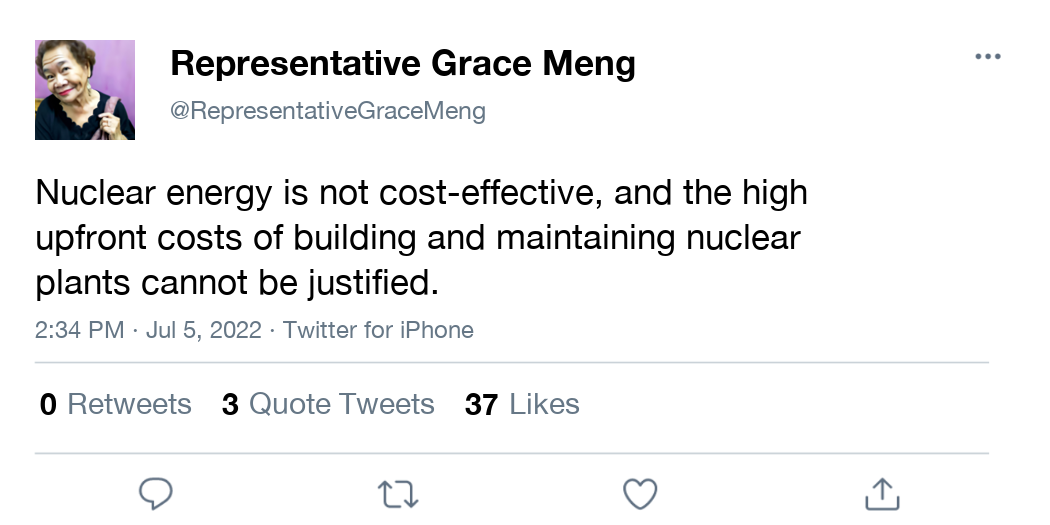 Representative Grace Meng
@RepresentativeGraceMeng
Nuclear energy is not cost-effective, and the high
upfront costs of building and maintaining nuclear
plants cannot be justified.
2:34 PM · Jul 5, 2022 · Twitter for iPhone
0 Retweets 3 Quote Tweets 37 Likes